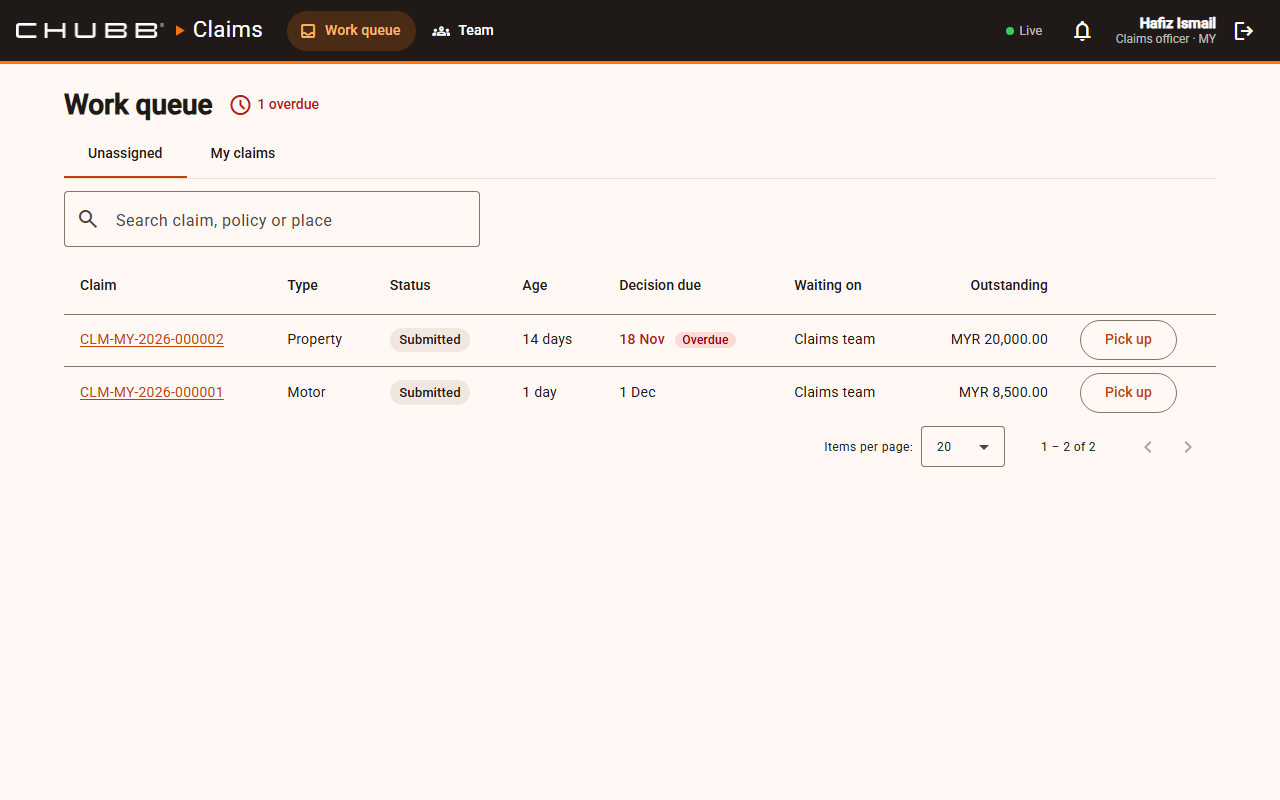 CHUBB® Claims Work queue Team Live Hafiz Ismail
Claims officer · MY
Work queue 1 overdue
Unassigned My claims
Search claim, policy or place
Claim Type Status Age Decision due Waiting on Outstanding
CLM-MY-2026-000002 Property Submitted 14 days 18 Nov Overdue Claims team MYR 20,000.00 Pick up
CLM-MY-2026-000001 Motor Submitted 1 day 1 Dec Claims team MYR 8,500.00 Pick up
Items per page: 20 1 – 2 of 2